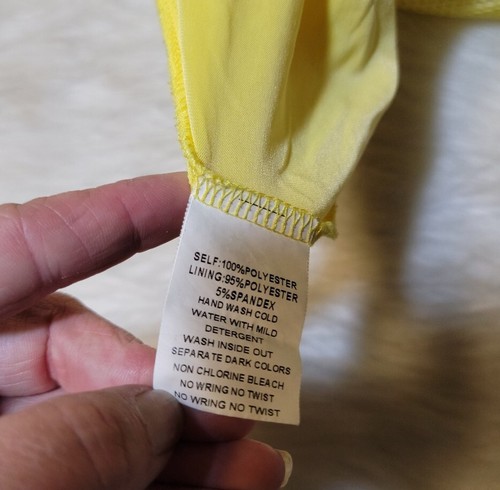 SELF:100%POLYESTER
LINING:95%POLYESTER
5%SPANDEX
HAND WASH COLD
WATER WITH MILD
DETERGENT
WASH INSIDE OUT
SEPARATE DARK COLORS
NON CHLORINE BLEACH
NO WRING NO TWIST
NO WRING NO TWIST